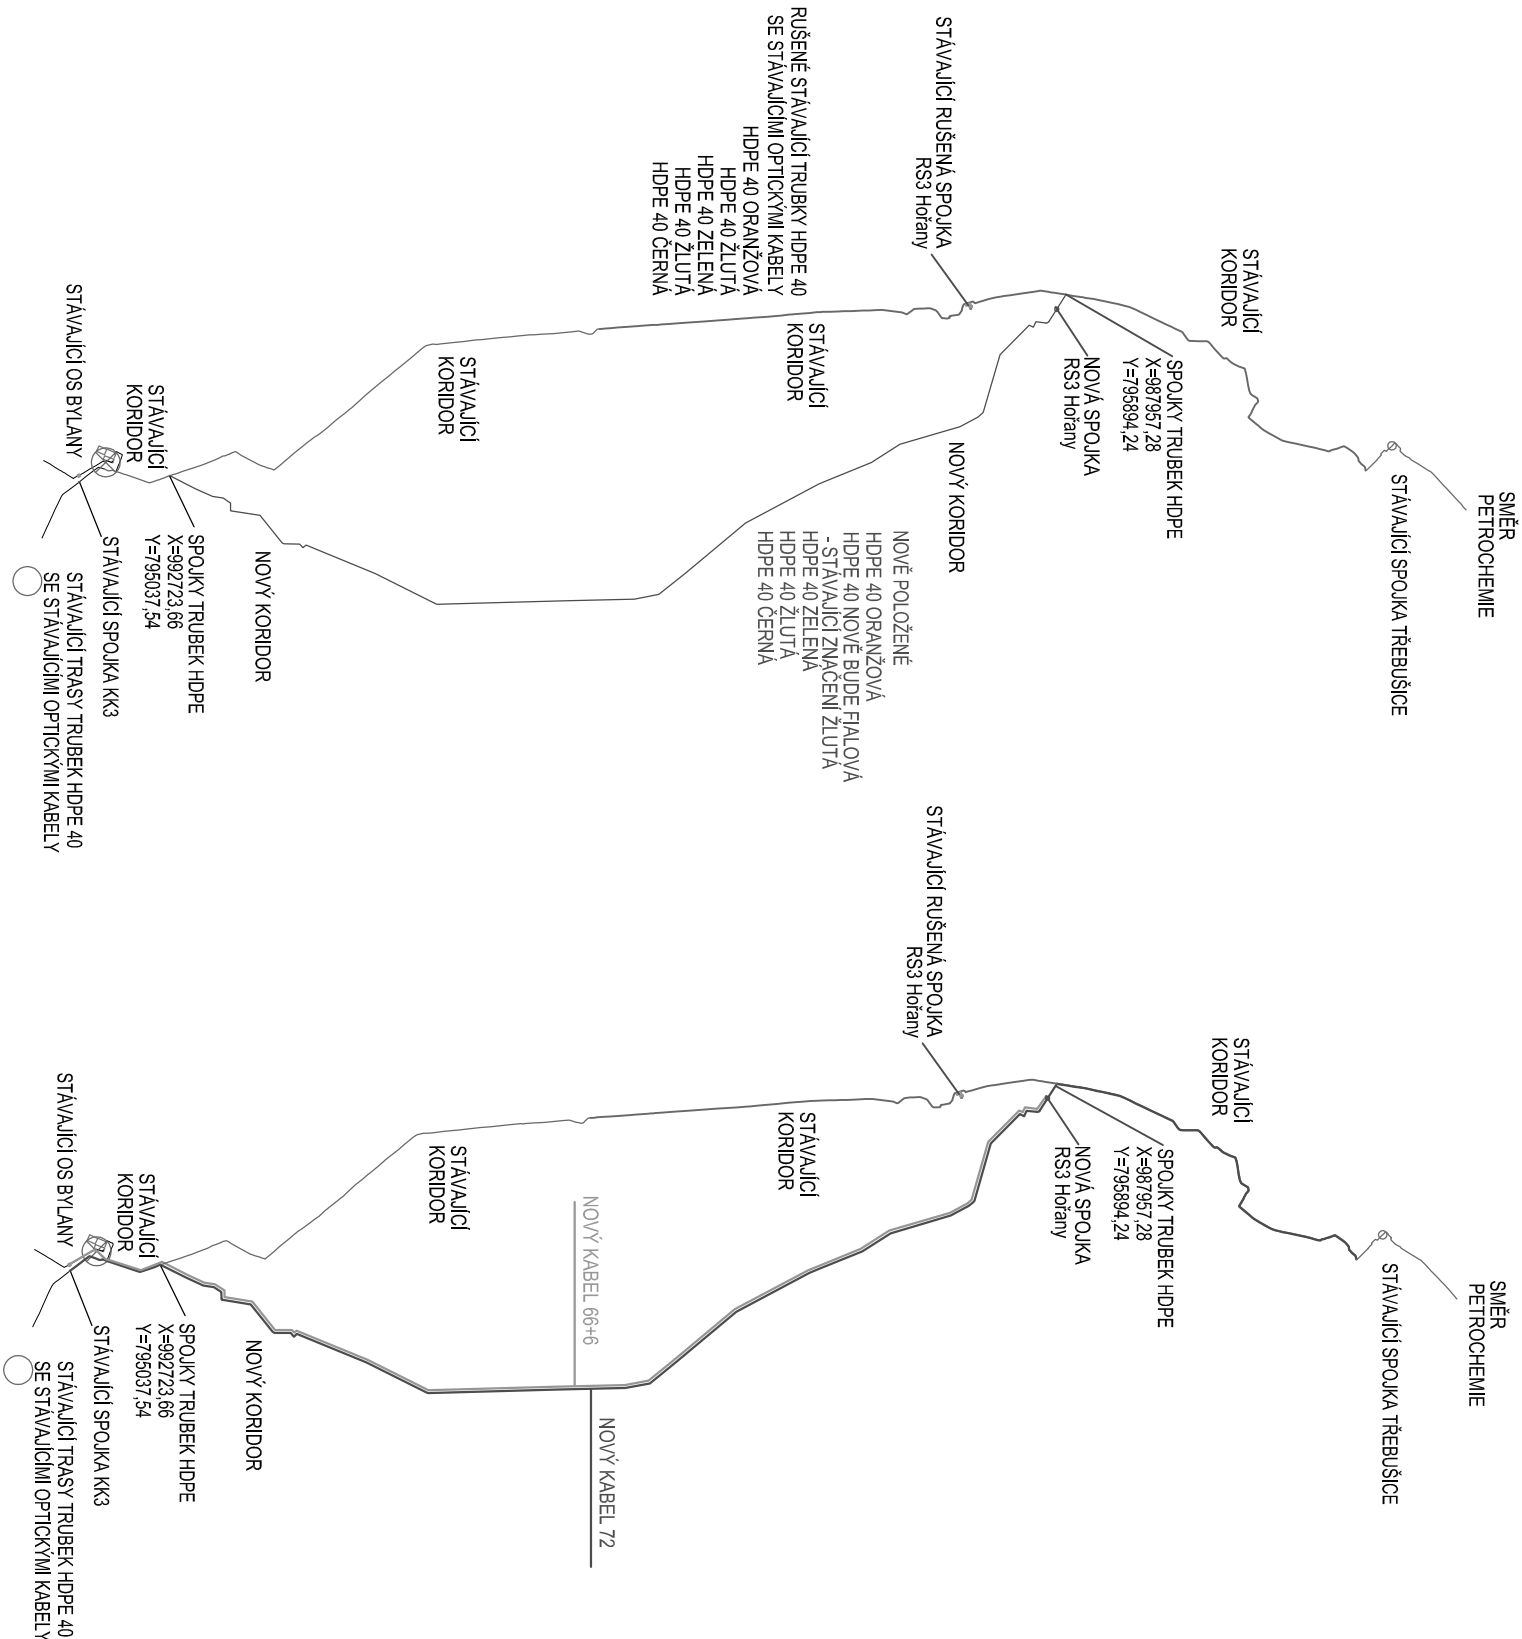 SMĚR
PETROCHEMIE
STÁVAJÍCÍ SPOJKA TŘEBUŠICE
STÁVAJÍCÍ
KORIDOR
SPOJKY TRUBEK HDPE
X=987957,28
Y=795894,24
NOVÁ SPOJKA
RS3 Hořany
STÁVAJÍCÍ RUŠENÁ SPOJKA
RS3 Hořany
NOVÝ KORIDOR
NOVĚ POLOŽENÉ
HDPE 40 ORANŽOVÁ
HDPE 40 NOVĚ BUDE FIALOVÁ
- STÁVAJÍCÍ ZNAČENÍ ŽLUTÁ
HDPE 40 ZELENÁ
HDPE 40 ŽLUTÁ
HDPE 40 ČERNÁ
RUŠENÉ STÁVAJÍCÍ TRUBKY HDPE 40
SE STÁVAJÍCÍMI OPTICKÝMI KABELY
HDPE 40 ORANŽOVÁ
HDPE 40 ŽLUTÁ
HDPE 40 ZELENÁ
HDPE 40 ŽLUTÁ
HDPE 40 ČERNÁ
STÁVAJÍCÍ
KORIDOR
STÁVAJÍCÍ
KORIDOR
NOVÝ KORIDOR
SPOJKY TRUBEK HDPE
X=992723,66
Y=795037,54
STÁVAJÍCÍ
KORIDOR
STÁVAJÍCÍ OS BYLANY
STÁVAJÍCÍ SPOJKA KK3
STÁVAJÍCÍ TRASY TRUBEK HDPE 40
SE STÁVAJÍCÍMI OPTICKÝMI KABELY
SMĚR
PETROCHEMIE
STÁVAJÍCÍ SPOJKA TŘEBUŠICE
STÁVAJÍCÍ
KORIDOR
SPOJKY TRUBEK HDPE
X=987957,28
Y=795894,24
NOVÁ SPOJKA
RS3 Hořany
STÁVAJÍCÍ RUŠENÁ SPOJKA
RS3 Hořany
STÁVAJÍCÍ
KORIDOR
NOVÝ KABEL 72
NOVÝ KABEL 66+6
STÁVAJÍCÍ
KORIDOR
NOVÝ KORIDOR
SPOJKY TRUBEK HDPE
X=992723,66
Y=795037,54
STÁVAJÍCÍ
KORIDOR
STÁVAJÍCÍ OS BYLANY
STÁVAJÍCÍ SPOJKA KK3
STÁVAJÍCÍ TRASY TRUBEK HDPE 40
SE STÁVAJÍCÍMI OPTICKÝMI KABELY